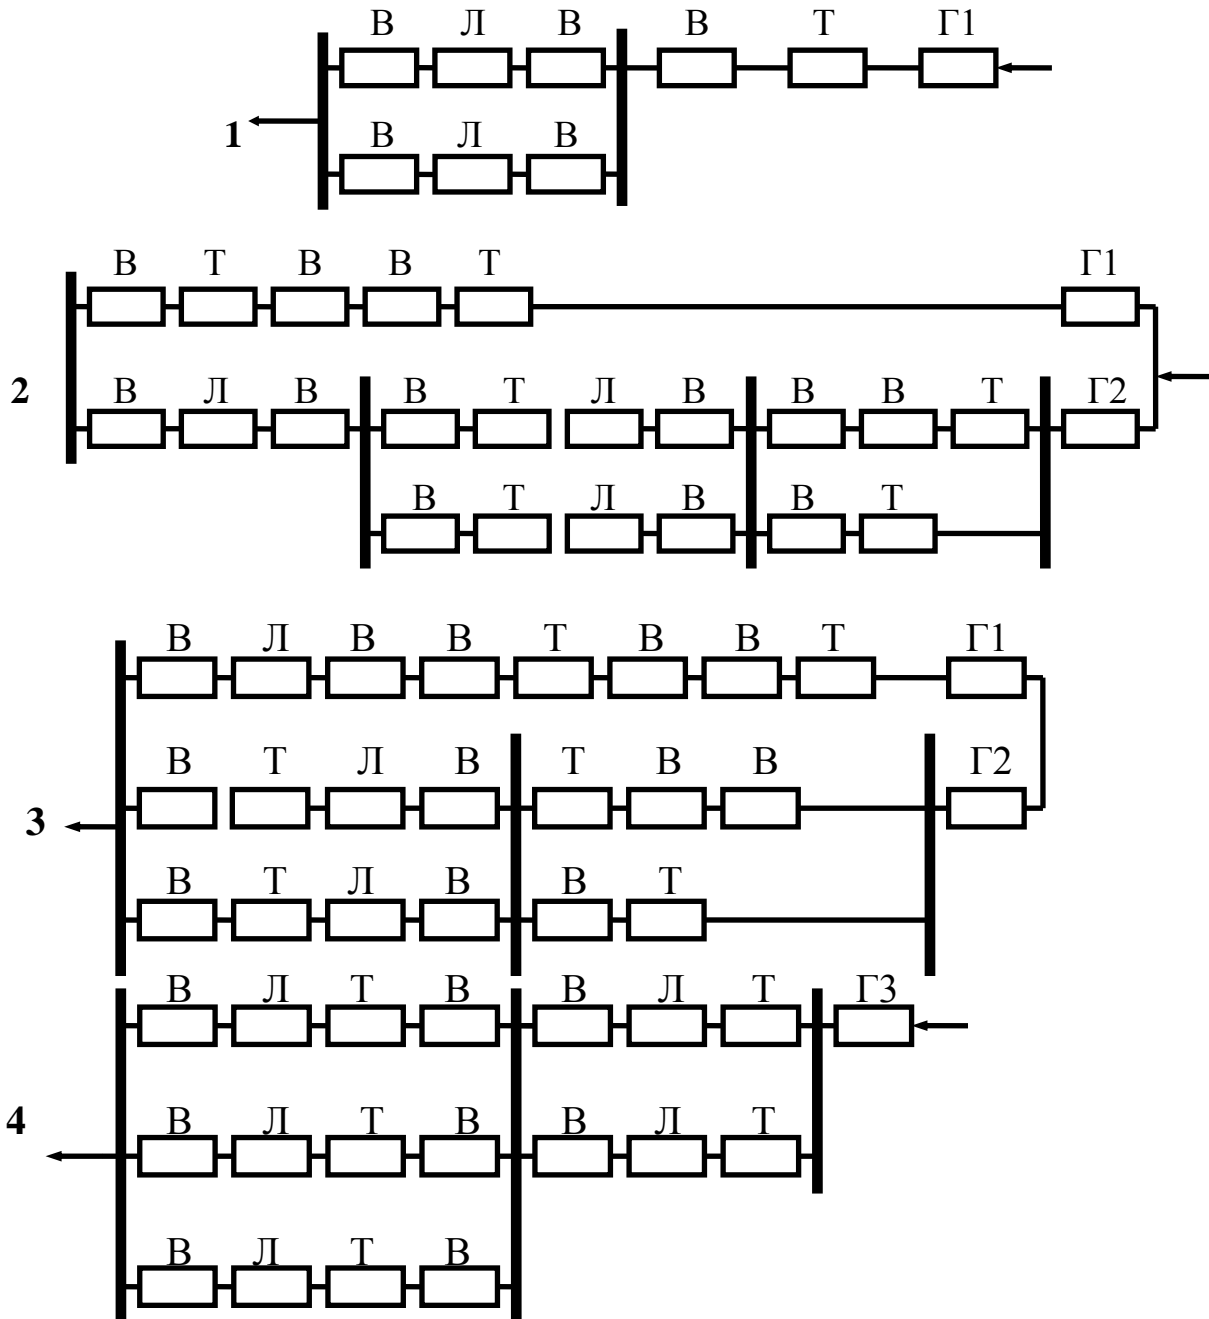 В Л В В Т Г1
1
В Л В
В Т В В Т Г1
2
В Л В В Т Л В В В Т Г2
В Т Л В В Т
В Л В В Т В В Т Г1
В Т Л В Т В В Г2
3
В Т Л В В Т
В Л Т В В Л Т Г3
4
В Л Т В В Л Т
В Л Т В